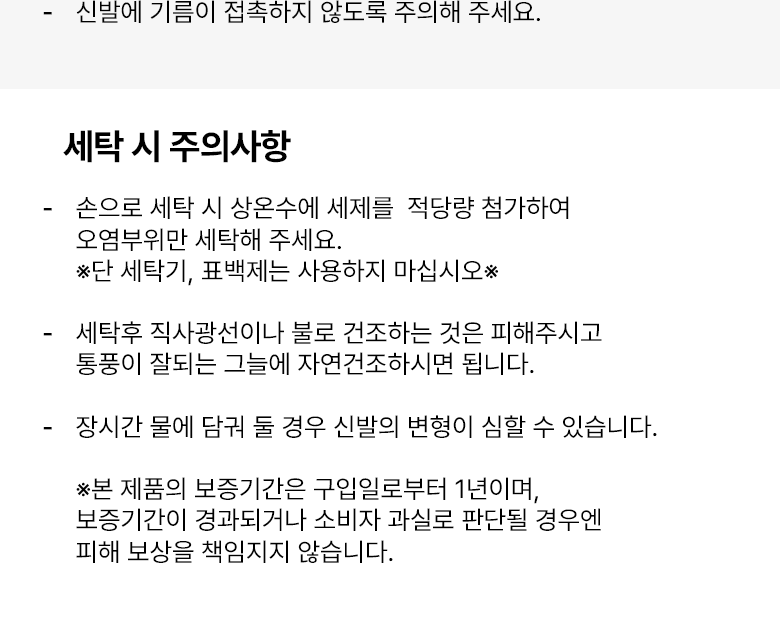 - 신발에 기름이 접촉하지 않도록 주의해 주세요.
세탁 시 주의사항
- 손으로 세탁 시 상온수에 세제를  적당량 첨가하여
오염부위만 세탁해 주세요.
※단 세탁기, 표백제는 사용하지 마십시오※
- 세탁후 직사광선이나 불로 건조하는 것은 피해주시고
통풍이 잘되는 그늘에 자연건조하시면 됩니다.
- 장시간 물에 담궈 둘 경우 신발의 변형이 심할 수 있습니다.
※본 제품의 보증기간은 구입일로부터 1년이며,
보증기간이 경과되거나 소비자 과실로 판단될 경우엔
피해 보상을 책임지지 않습니다.